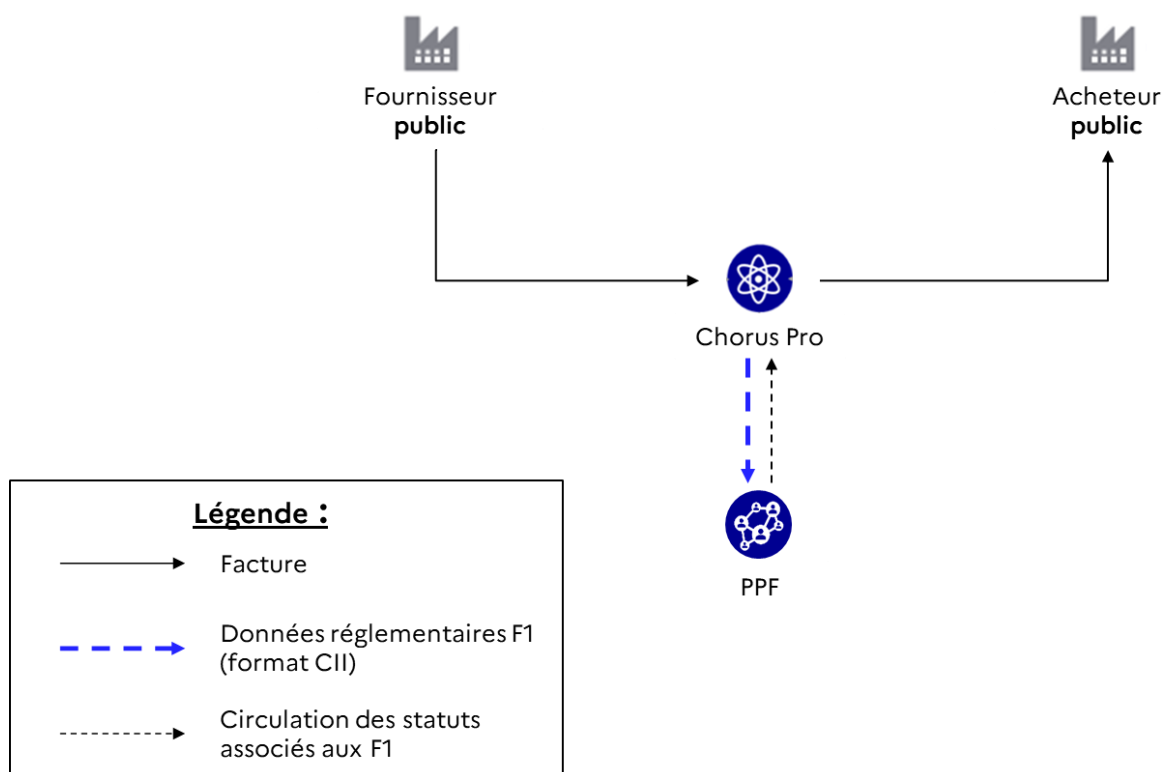 Fournisseur
public
Acheteur
public
Chorus Pro
PPF
Légende :
Facture
Données réglementaires F1
(format CII)
Circulation des statuts
associés aux F1